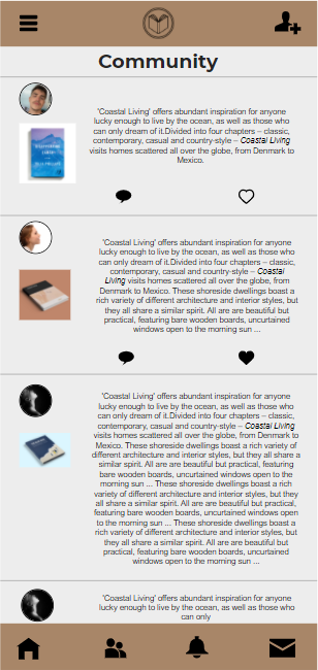 Community
'Coastal Living' offers abundant inspiration for anyone
lucky enough to live by the ocean, as well as those who
can only dream of it.Divided into four chapters – classic,
contemporary, casual and country-style – Coastal Living
visits homes scattered all over the globe, from Denmark to
Mexico.
'Coastal Living' offers abundant inspiration for anyone
lucky enough to live by the ocean, as well as those who
can only dream of it.Divided into four chapters – classic,
contemporary, casual and country-style – Coastal
Living visits homes scattered all over the globe, from
Denmark to Mexico. These shoreside dwellings boast a
rich variety of different architecture and interior styles, but
they all share a similar spirit. All are are beautiful but
practical, featuring bare wooden boards, uncurtained
windows open to the morning sun ...
'Coastal Living' offers abundant inspiration for anyone
lucky enough to live by the ocean, as well as those who
can only dream of it.Divided into four chapters – classic,
contemporary, casual and country-style – Coastal Living
visits homes scattered all over the globe, from Denmark to
Mexico. These shoreside dwellings boast a rich variety of
different architecture and interior styles, but they all share a
similar spirit. All are are beautiful but practical, featuring
bare wooden boards, uncurtained windows open to the
morning sun ... These shoreside dwellings boast a rich
variety of different architecture and interior styles, but they
all share a similar spirit. All are are beautiful but practical,
featuring bare wooden boards, uncurtained windows open
to the morning sun ... These shoreside dwellings boast a
rich variety of different architecture and interior styles, but
they all share a similar spirit. All are are beautiful but
practical, featuring bare wooden boards, uncurtained
windows open to the morning sun ...
'Coastal Living' offers abundant inspiration for anyone
lucky enough to live by the ocean, as well as those who
can only